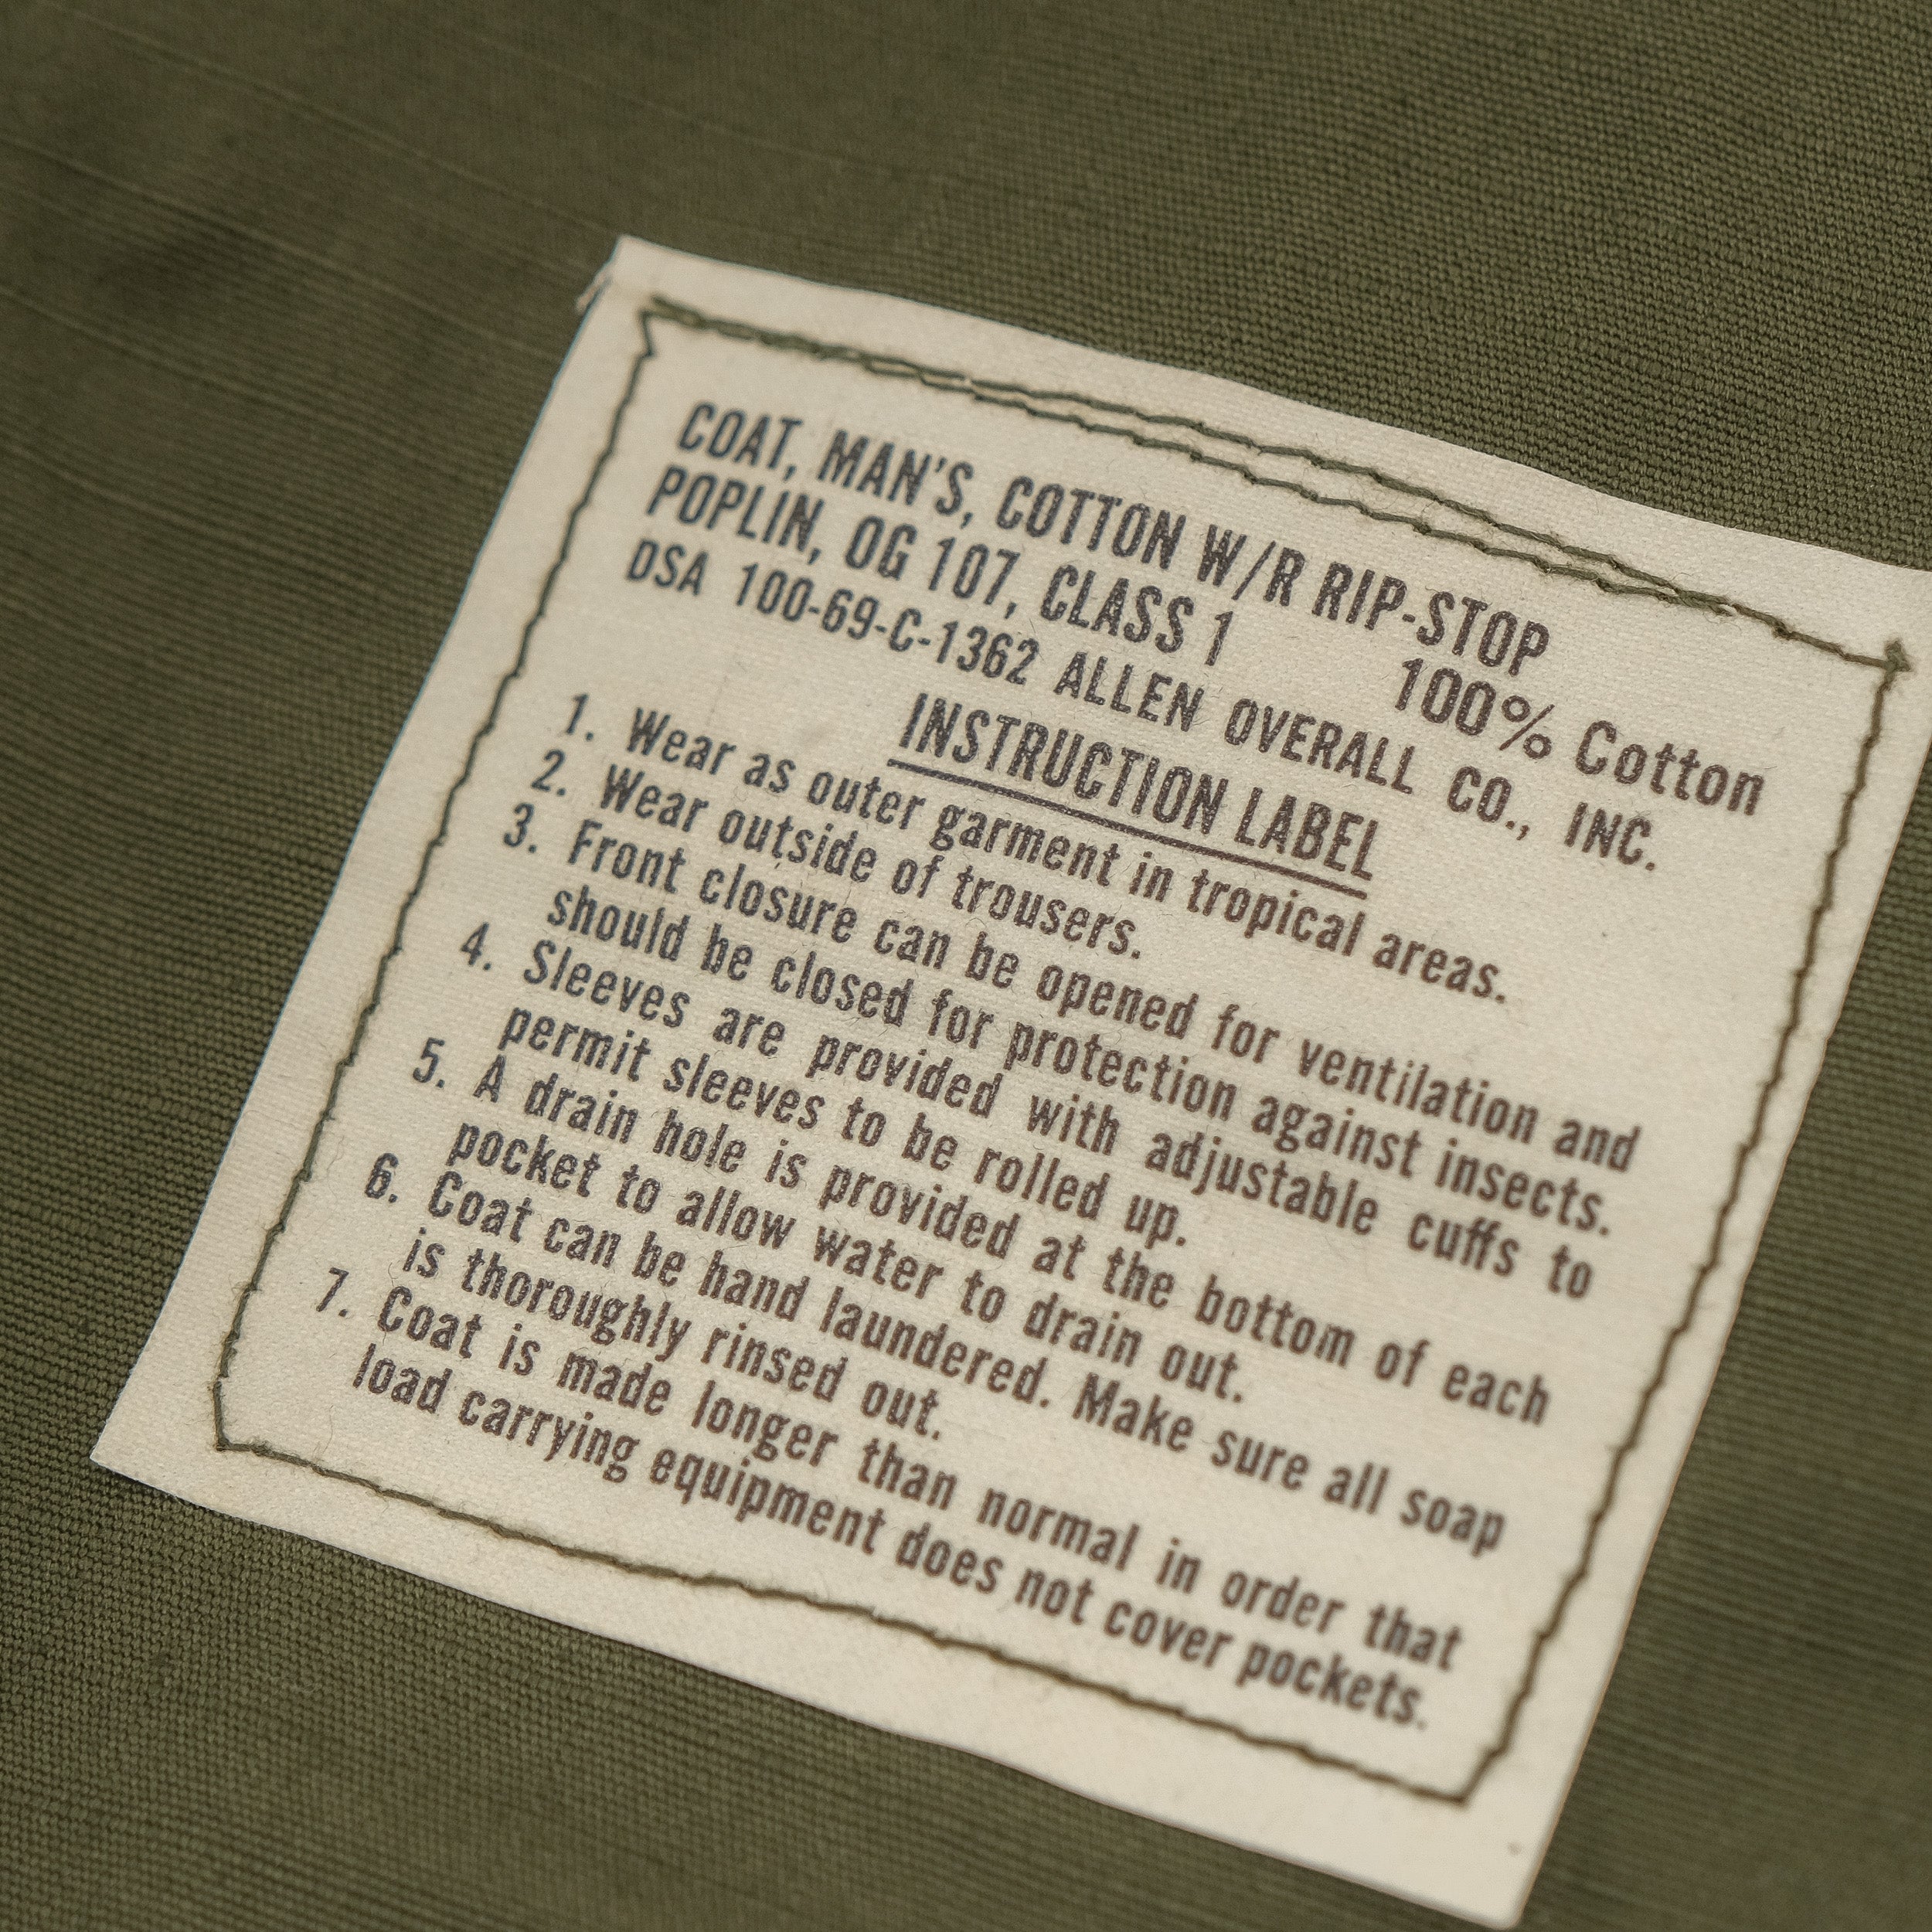 COAT, MAN'S, COTTON W/R RIP-STOP
POPLIN, OG 107, CLASS 1 100% Cotton
DSA 100-69-C-1362 ALLEN OVERALL CO., INC.
INSTRUCTION LABEL
1. Wear as outer garment in tropical areas.
2. Wear outside of trousers.
3. Front closure can be opened for ventilation and
should be closed for protection against insects.
4. Sleeves are provided with adjustable cuffs to
permit sleeves to be rolled up.
5. A drain hole is provided at the bottom of each
pocket to allow water to drain out.
6. Coat can be hand laundered. Make sure all soap
is thoroughly rinsed out.
7. Coat is made longer than normal in order that
load carrying equipment does not cover pockets.